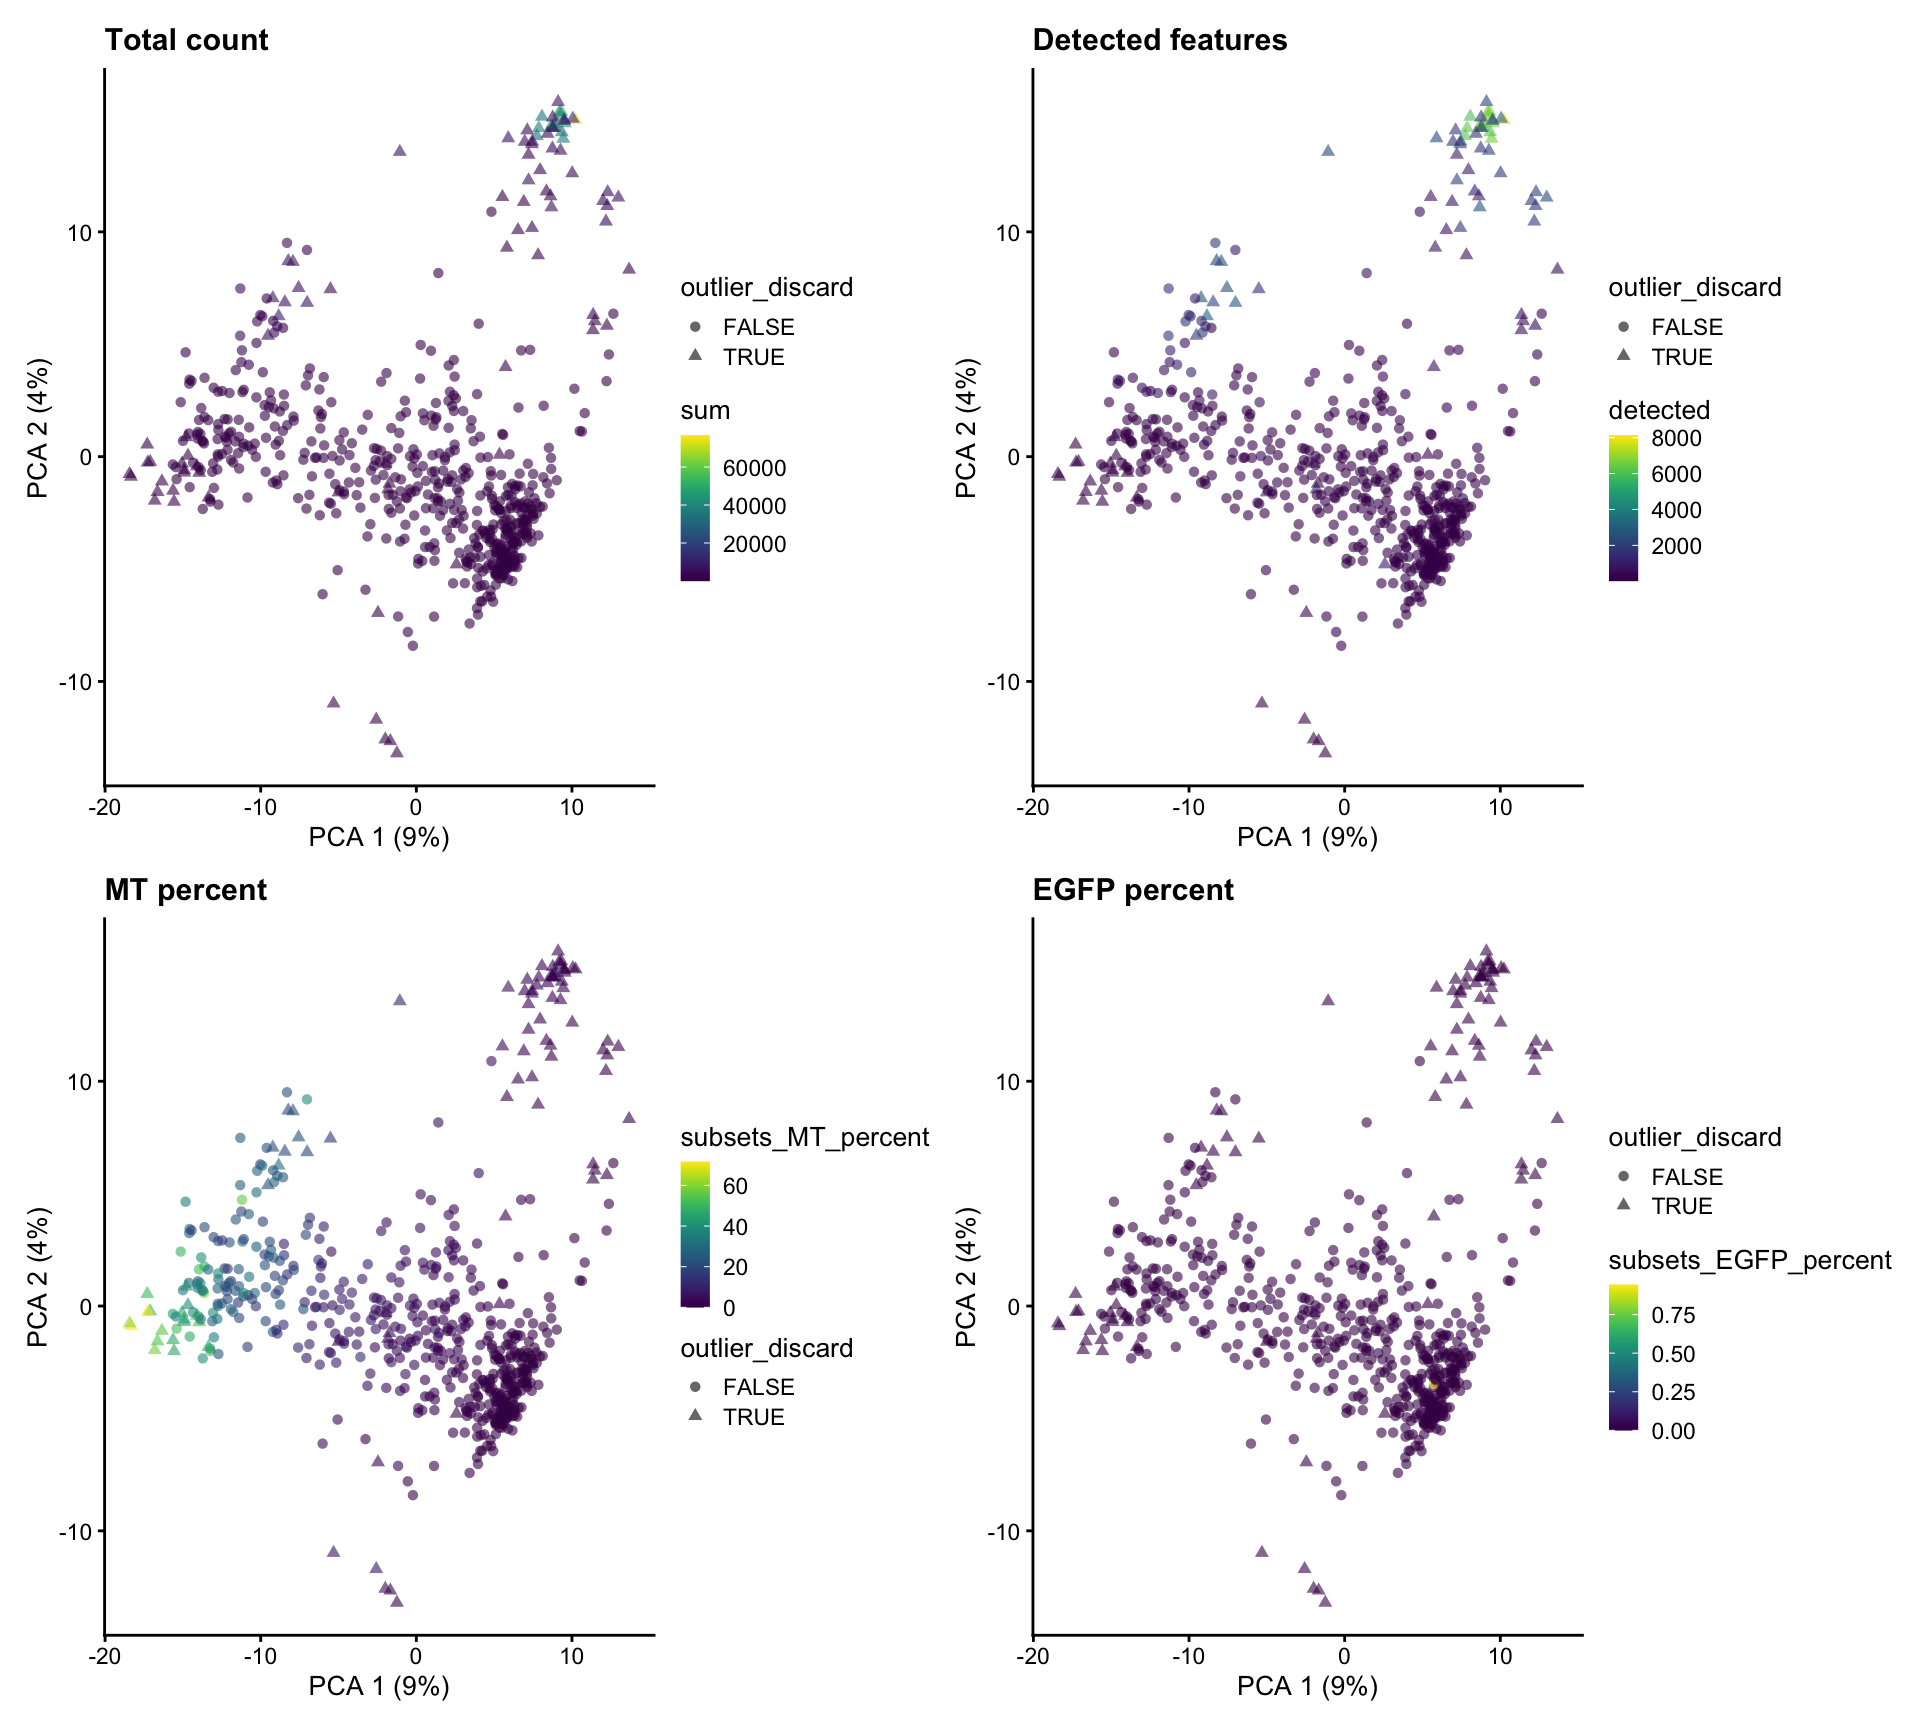 Total count
10
0
-10
-20
-10
0
10
PCA 1 (9%)
PCA 2 (4%)
outlier_discard
FALSE
TRUE
sum
60000
40000
20000
Detected features
10
0
-10
-20
-10
0
10
PCA 1 (9%)
PCA 2 (4%)
outlier_discard
FALSE
TRUE
detected
8000
6000
4000
2000
MT percent
10
0
-10
-20
-10
0
10
PCA 1 (9%)
PCA 2 (4%)
subsets_MT_percent
60
40
20
0
outlier_discard
FALSE
TRUE
EGFP percent
10
0
-10
-20
-10
0
10
PCA 1 (9%)
PCA 2 (4%)
outlier_discard
FALSE
TRUE
subsets_EGFP_percent
0.75
0.50
0.25
0.00